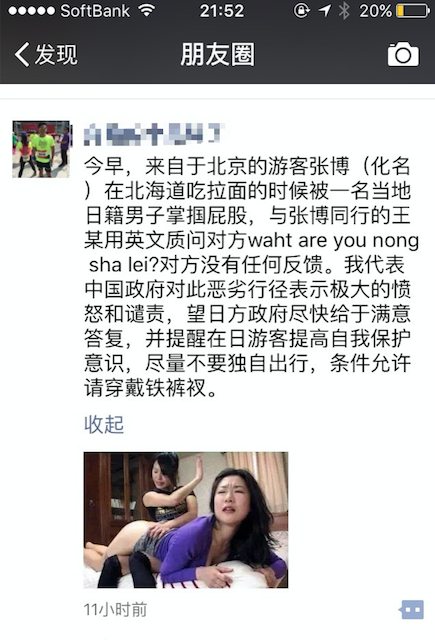 SoftBank 21:52 20%
发现 朋友圈
今早，来自于北京的游客张博（化名
）在北海道吃拉面的时候被一名当地
日籍男子掌掴屁股，与张博同行的王
某用英文质问对方waht are you nong
sha lei?对方没有任何反馈。我代表
中国政府对此恶劣行径表示极大的愤
怒和谴责，望日方政府尽快给于满意
答复，并提醒在日游客提高自我保护
意识，尽量不要独自出行，条件允许
请穿戴铁裤衩。
收起
11小时前